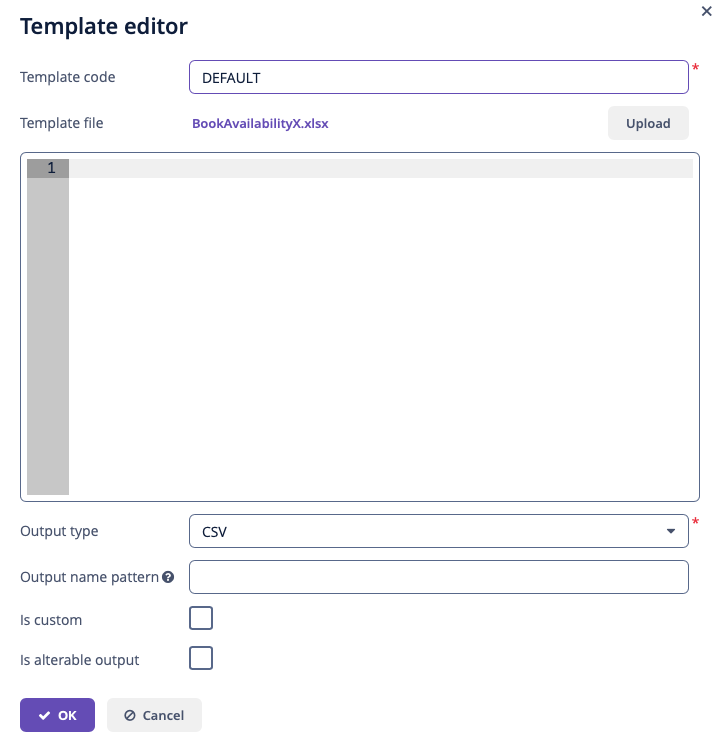 Template editor
Template code
DEFAULT
*
Template file
BookAvailabilityX.xlsx
Upload
1
Output type
CSV
*
Output name pattern
?
Is custom
Is alterable output
OK
Cancel